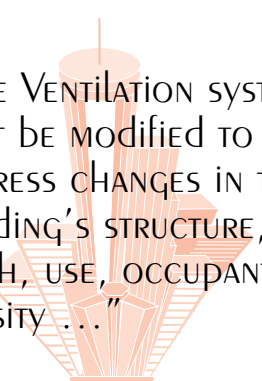 E VENTILATION SYST
T BE MODIFIED TO
RESS CHANGES IN T
DING'S STRUCTURE,
H, USE, OCCUPANT
SITY ..."